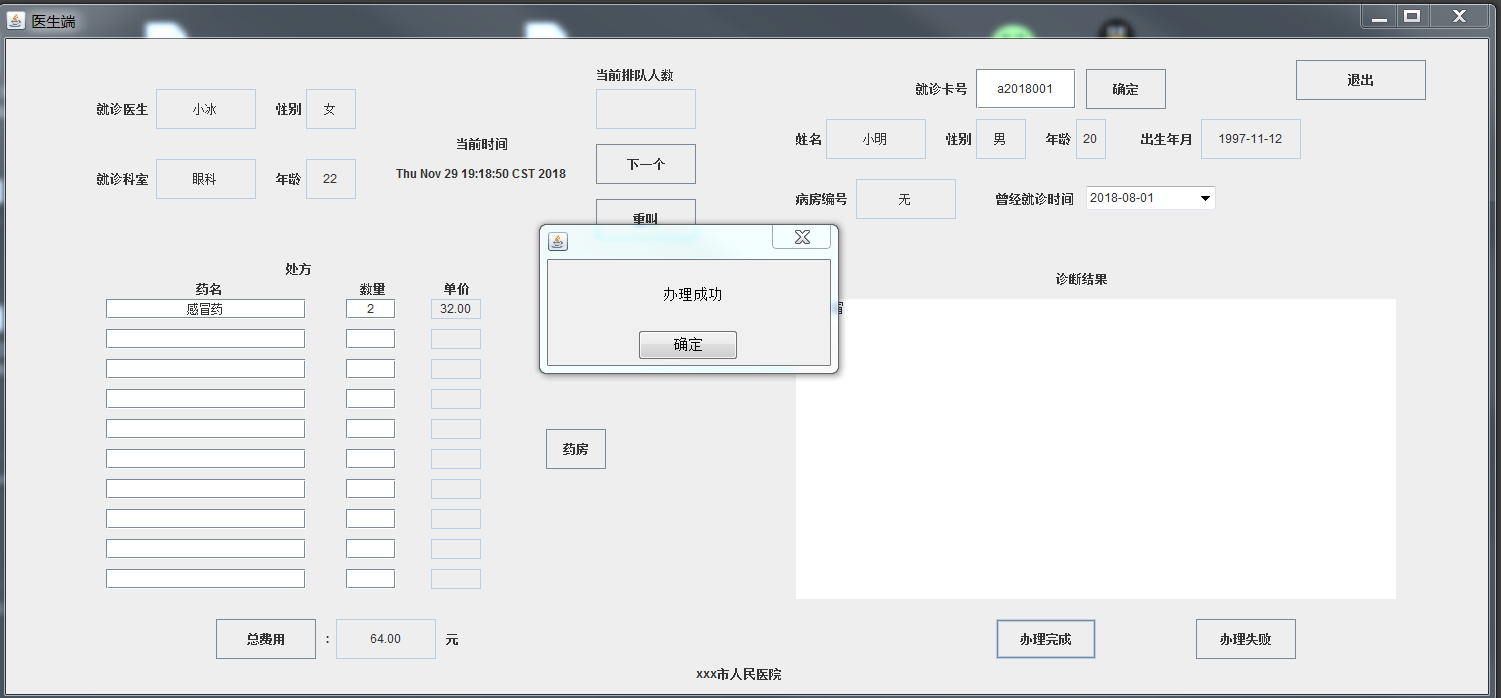 医生端
当前排队人数
就诊卡号 a2018001 确定
退出
就诊医生 小冰 性别 女
姓名 小明 性别 男 年龄 20 出生年月 1997-11-12
当前时间
下一个
Thu Nov 29 19:18:50 CST 2018
就诊科室 眼科 年龄 22
病房编号 无 曾经就诊时间 2018-08-01
重叫
处方
诊断结果
药名 数量 单价
感冒药 2 32.00
办理成功
确定
药房
总费用 : 64.00 元
办理完成 办理失败
xxx市人民医院